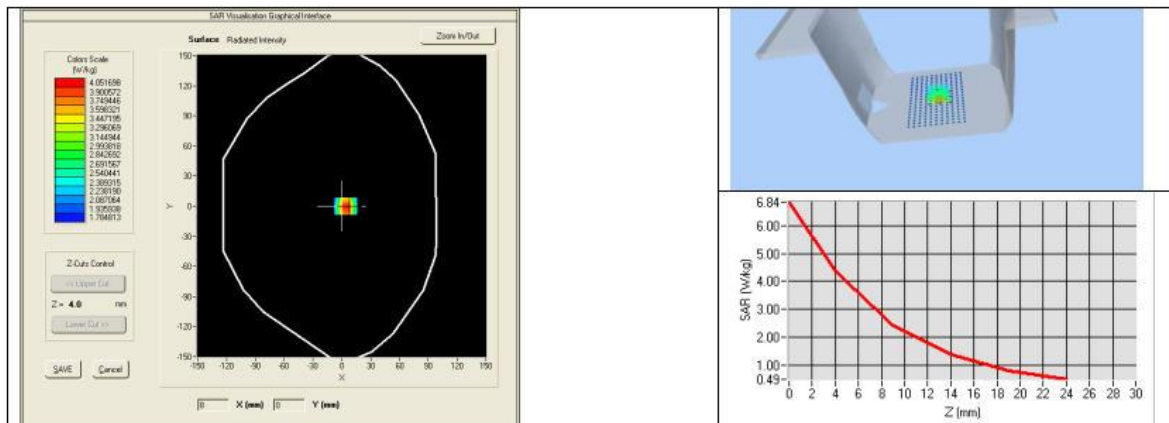 SAR Visualisation Graphical Interface
Surface Radiated Intensity
Zoom In/Out
Colors Scale
(W/kg)
4.051698
3.900572
3.749446
3.598321
3.447195
3.296069
3.144944
2.993818
2.842692
2.691567
2.540441
2.389315
2.238190
2.087064
1.935938
1.784813
Z-Cuts Control
<< Upper Cut
Z = 4.0 mm
Lower Cut >>
SAVE Cancel
150
120
90
60
30
Y 0
-30
-60
-90
-120
-150
-150 -120 -90 -60 -30 0 30 60 90 120 150
X
X (mm) 0 Y (mm)
6.84
6.00
4.00
3.00
2.00
1.00
0.49
SAR (W/kg)
0 2 4 6 8 10 12 14 16 18 20 22 24 26 28 30
Z (mm)